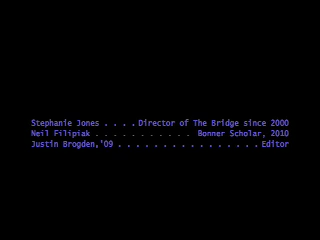 Stephanie Jones . . . . Director of The Bridge since 2000
Neil Filipiak . . . . . . . . . . . Bonner Scholar, 2010
Justin Brogden,'09 . . . . . . . . . . . . . . . . Editor